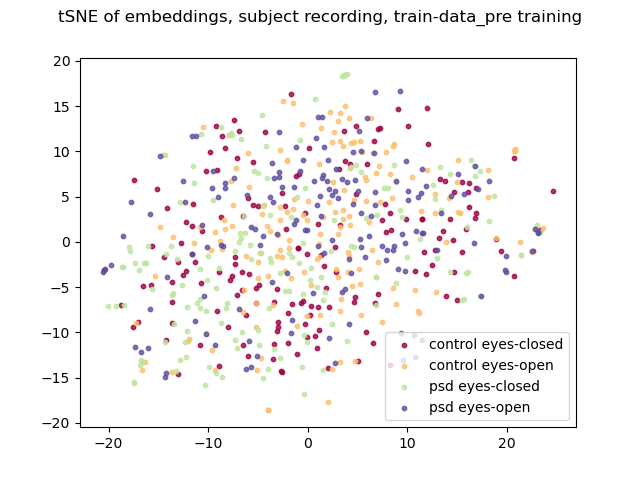 tSNE of embeddings, subject recording, train-data_pre training
20
15
10
5
0
−5
−10
−15
−20
−20
−10
0
10
20
control eyes-closed
control eyes-open
psd eyes-closed
psd eyes-open